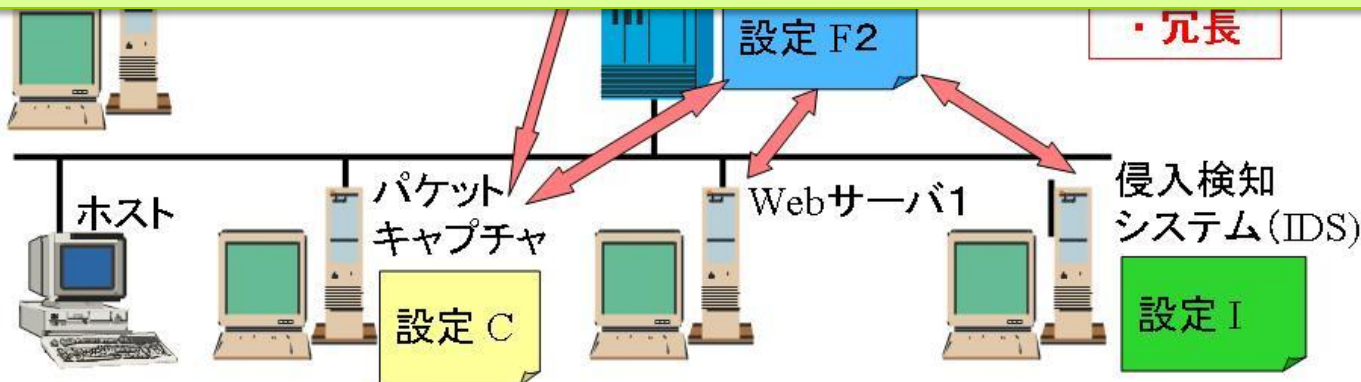 設定 F2
・冗長
ホスト
パケット
キャプチャ
設定 C
Webサーバ1
侵入検知
システム(IDS)
設定 I